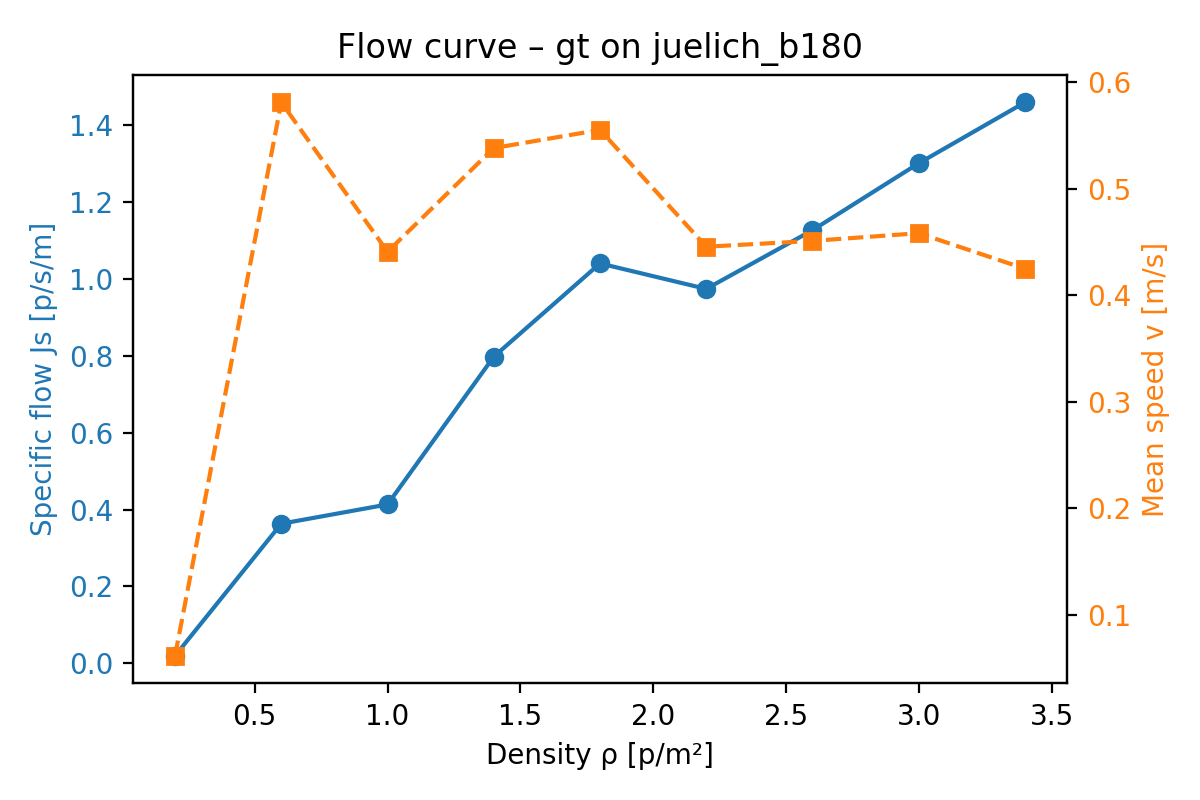 Flow curve – gt on juelich_b180
Specific flow Js [p/s/m]
1.4
1.2
1.0
0.8
0.6
0.4
0.2
0.0
0.6
0.5
0.4
0.3
0.2
0.1
Mean speed v [m/s]
0.5 1.0 1.5 2.0 2.5 3.0 3.5
Density ρ [p/m²]